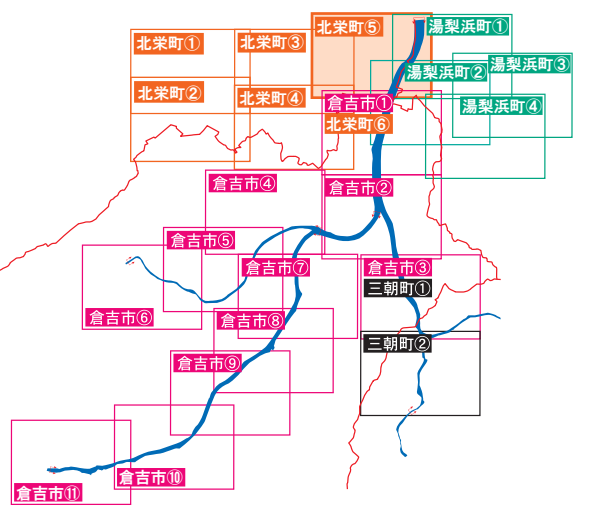 北栄町⑤
湯梨浜町①
北栄町①
北栄町③
湯梨浜町③
湯梨浜町②
北栄町②
北栄町④
倉吉市①
湯梨浜町④
北栄町⑥
倉吉市④
倉吉市②
倉吉市⑤
倉吉市⑦
倉吉市③
三朝町①
倉吉市⑥
倉吉市⑧
三朝町②
倉吉市⑨
倉吉市⑩
倉吉市⑪